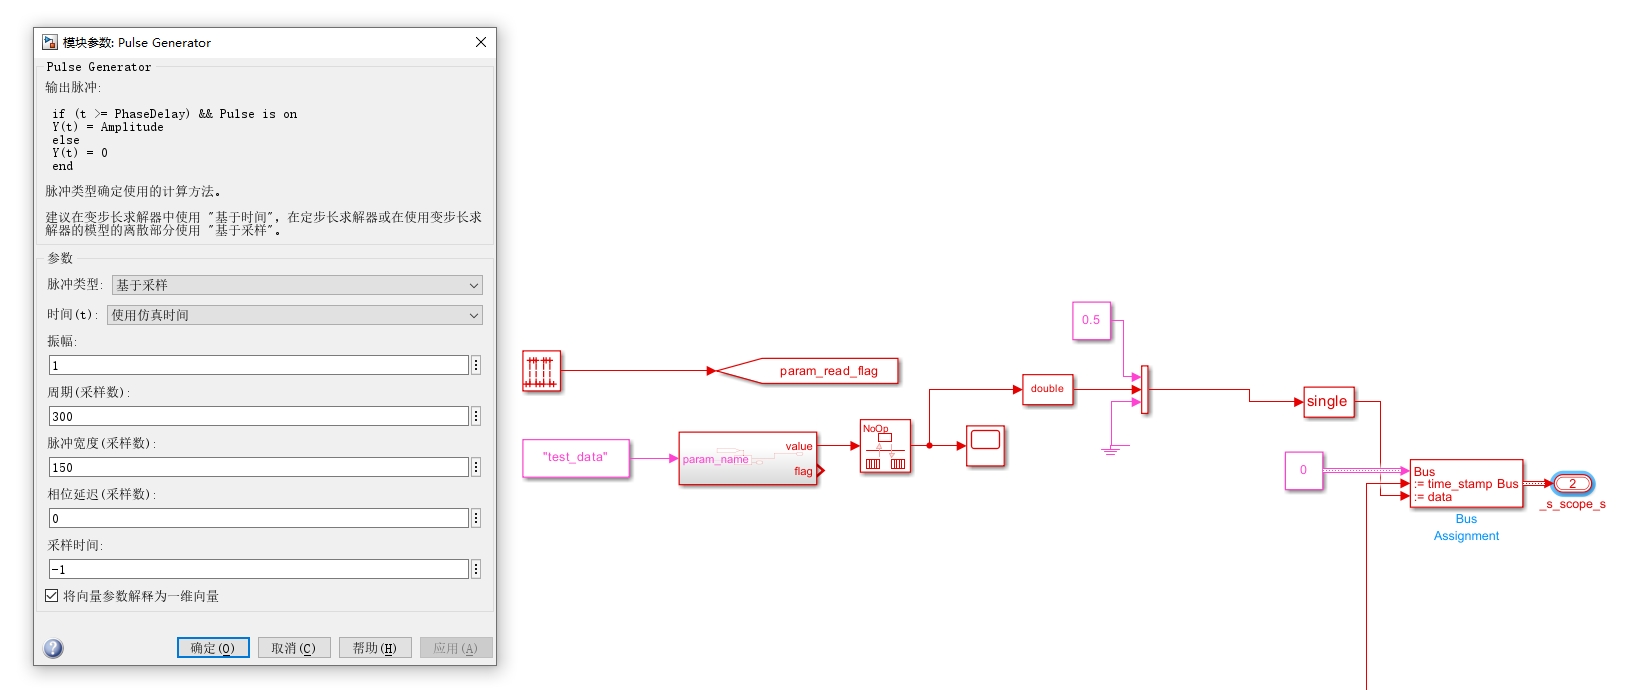 模块参数: Pulse Generator
Pulse Generator
输出脉冲:
if (t >= PhaseDelay) && Pulse is on
Y(t) = Amplitude
else
Y(t) = 0
end
脉冲类型确定使用的计算方法。
建议在变步长求解器中使用 "基于时间"，在定步长求解器或在使用变步长求
解器的模型的离散部分使用 "基于采样"。
参数
脉冲类型: 基于采样
时间(t): 使用仿真时间
振幅:
1
周期(采样数):
300
脉冲宽度(采样数):
150
相位延迟(采样数):
0
采样时间:
-1
将向量参数解释为一维向量
确定(O) 取消(C) 帮助(H) 应用(A)
0.5
param_read_flag
double
single
NoOp
"test_data"
param_name
value
flag
0
Bus
:= time_stamp Bus
:= data
2
_s_scope_s
Bus
Assignment